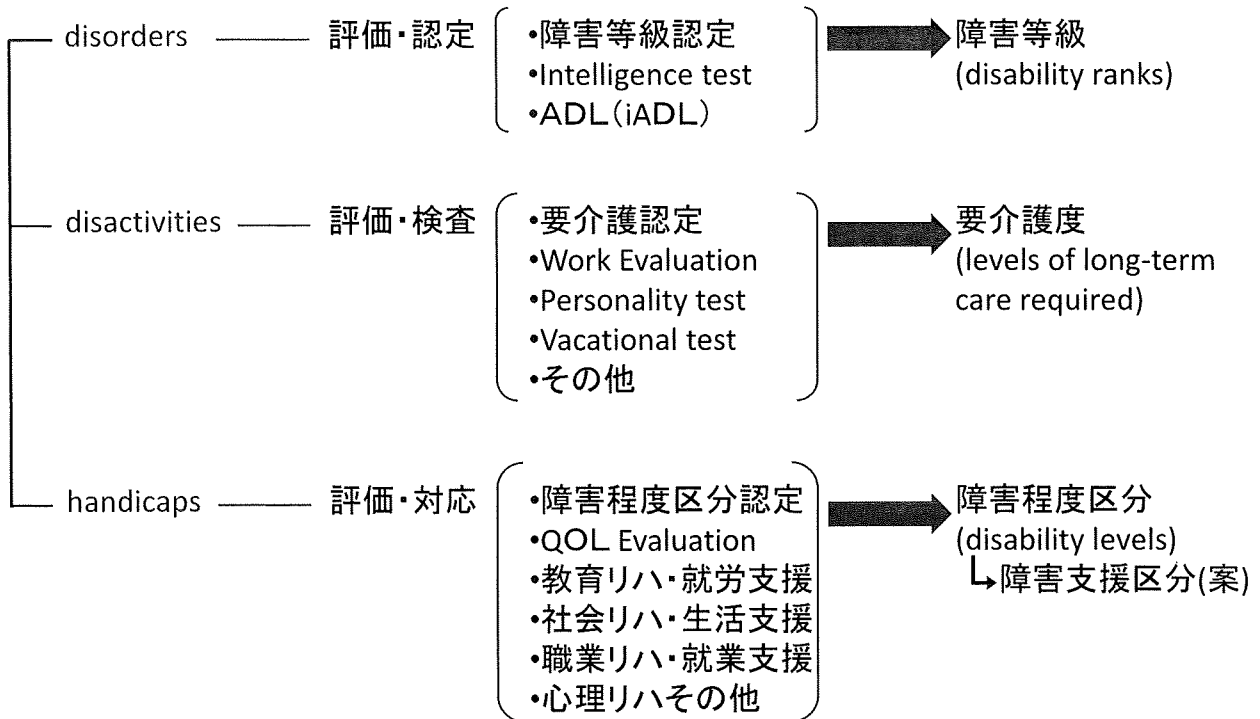 disorders 評価・認定 •障害等級認定 障害等級
•Intelligence test (disability ranks)
•ADL(iADL)
disactivities 評価・検査 •要介護認定 要介護度
•Work Evaluation (levels of long-term
•Personality test care required)
•Vacational test
•その他
handicaps 評価・対応 •障害程度区分認定 障害程度区分
•QOL Evaluation (disability levels)
•教育リハ・就労支援 障害支援区分(案)
•社会リハ・生活支援
•職業リハ・就業支援
•心理リハその他